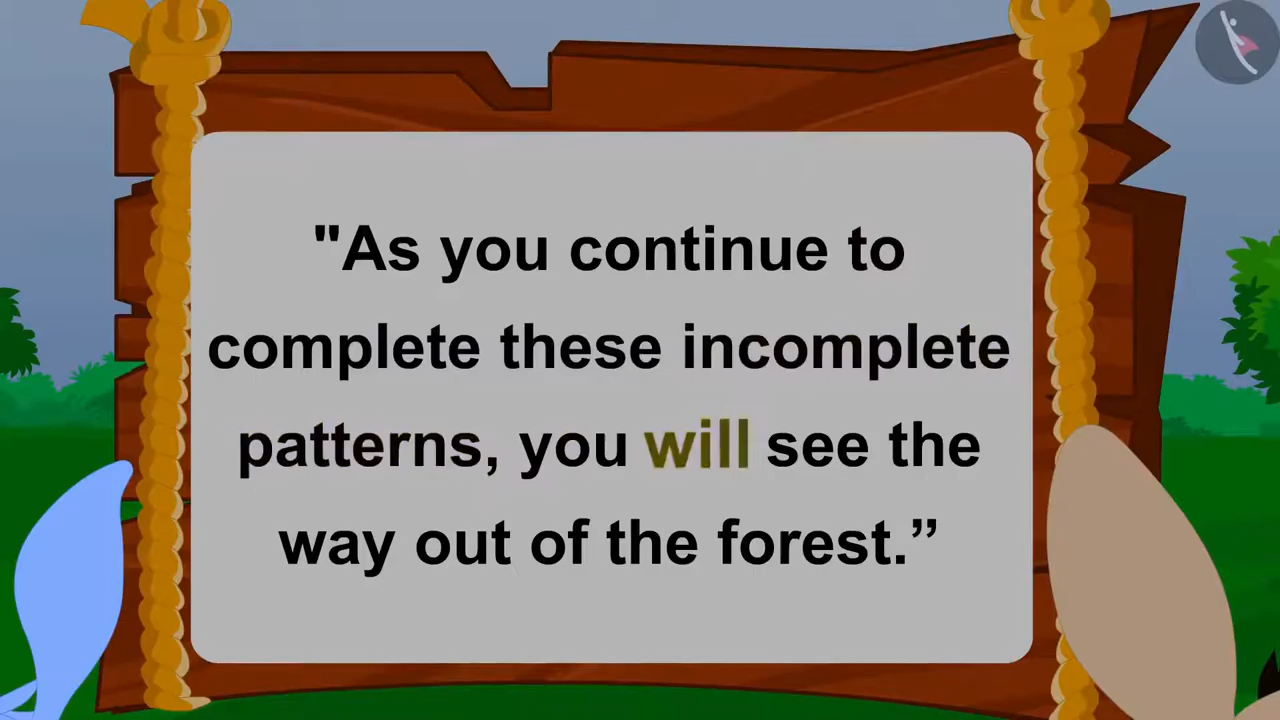 "As you continue to
complete these incomplete
patterns, you will see the
way out of the forest.”